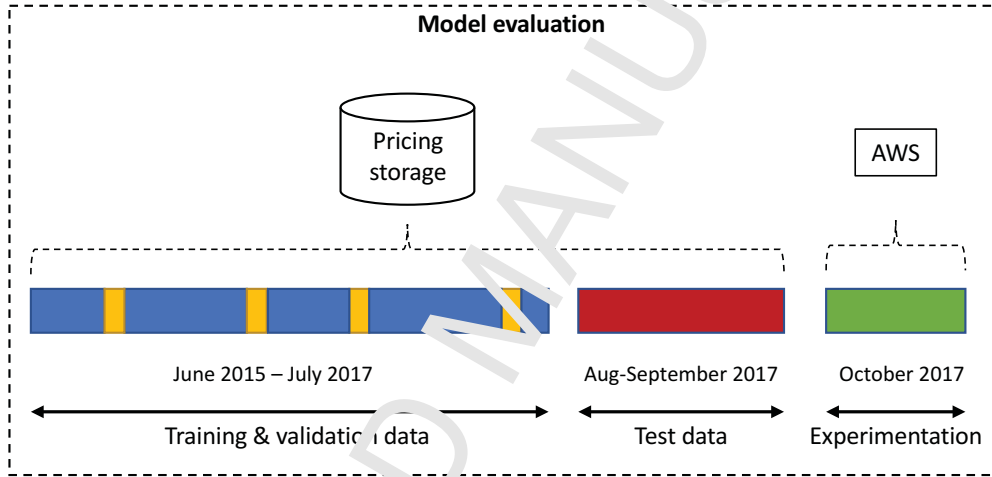 Model evaluation
Pricing
storage
AWS
June 2015 – July 2017
Aug-September 2017
October 2017
Training & validation data
Test data
Experimentation
D MANU